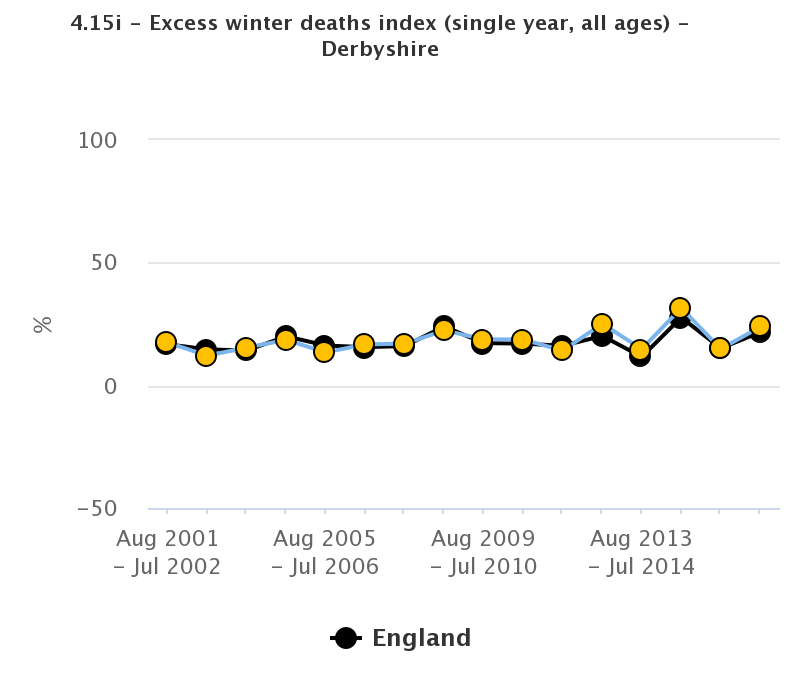 4.15i – Excess winter deaths index (single year, all ages) –
Derbyshire
100
50
%
0
−50
Aug 2001
– Jul 2002
Aug 2005
– Jul 2006
Aug 2009
– Jul 2010
Aug 2013
– Jul 2014
England